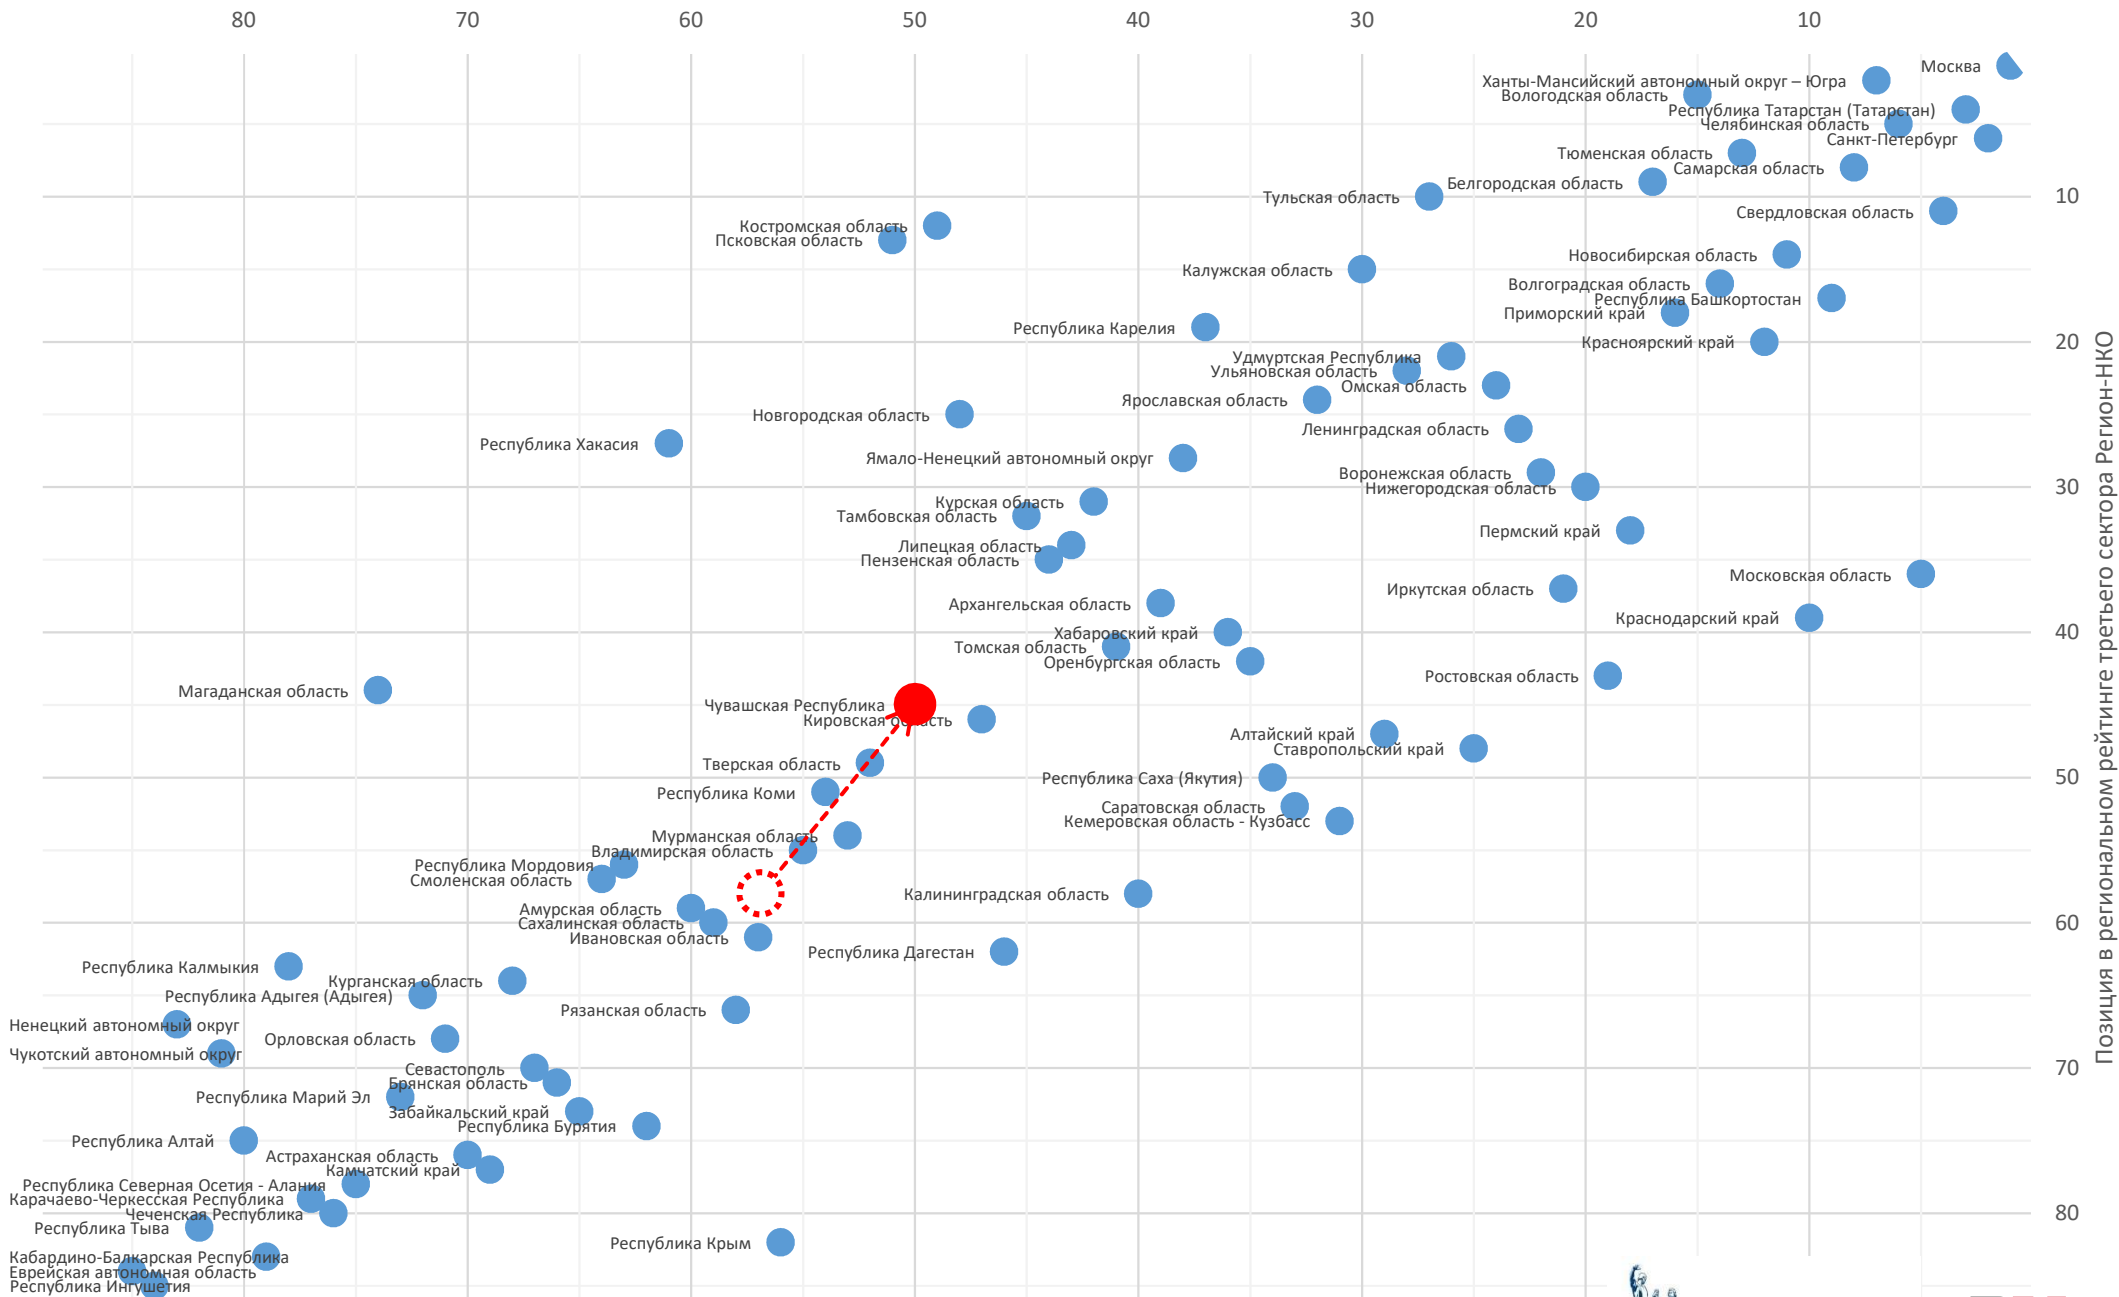 80 70 60 50 40 30 20 10
Москва
Ханты-Мансийский автономный округ – Югра
Вологодская область
Республика Татарстан (Татарстан)
Челябинская область
Санкт-Петербург
Тюменская область
Самарская область
Белгородская область
Тульская область
10
Свердловская область
Костромская область
Псковская область
Новосибирская область
Калужская область
Волгоградская область
Республика Башкортостан
Приморский край
Республика Карелия
Красноярский край
20
Удмуртская Республика
Ульяновская область
Омская область
Ярославская область
Новгородская область
Ленинградская область
Республика Хакасия
Ямало-Ненецкий автономный округ
Воронежская область
Нижегородская область
30
Курская область
Тамбовская область
Пермский край
Липецкая область
Пензенская область
Московская область
Иркутская область
Архангельская область
Краснодарский край
Хабаровский край
40
Томская область
Оренбургская область
Ростовская область
Магаданская область
Чувашская Республика
Кировская область
Алтайский край
Ставропольский край
Тверская область
Республика Саха (Якутия)
50
Республика Коми
Саратовская область
Кемеровская область - Кузбасс
Мурманская область
Владимирская область
Республика Мордовия
Смоленская область
Калининградская область
Амурская область
Сахалинская область
60
Ивановская область
Республика Дагестан
Республика Калмыкия
Курганская область
Республика Адыгея (Адыгея)
Рязанская область
Ненецкий автономный округ
Орловская область
Чукотский автономный округ
Севастополь
70
Брянская область
Республика Марий Эл
Забайкальский край
Республика Бурятия
Республика Алтай
Астраханская область
Камчатский край
Республика Северная Осетия - Алания
Карачаево-Черкесская Республика
Чеченская Республика
80
Республика Тыва
Республика Крым
Кабардино-Балкарская Республика
Еврейская автономная область
Республика Ингушетия
Позиция в региональном рейтинге третьего сектора Регион-НКО